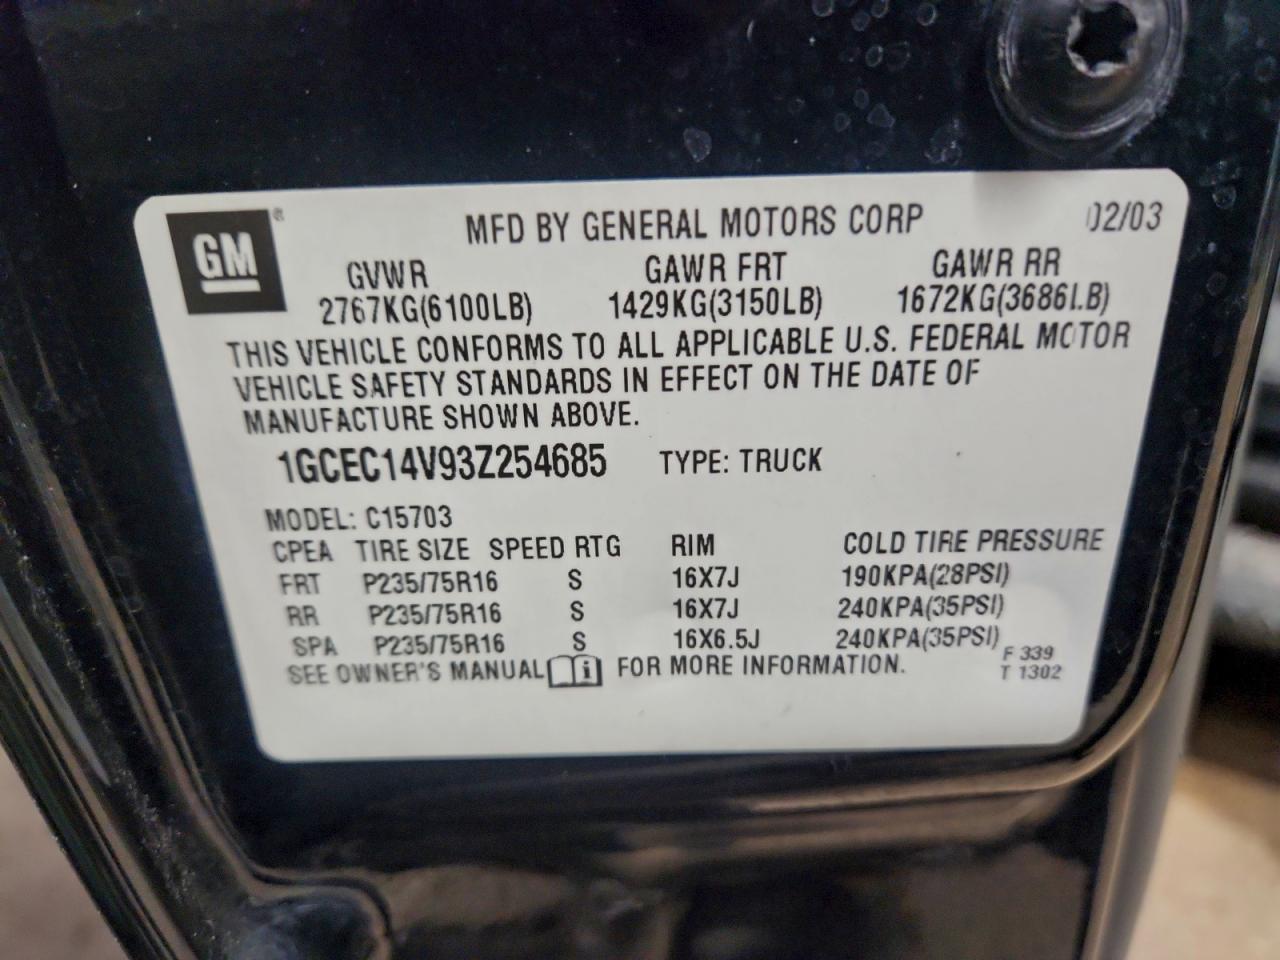 GM ®
MFD BY GENERAL MOTORS CORP 02/03
GVWR GAWR FRT GAWR RR
2767KG(6100LB) 1429KG(3150LB) 1672KG(3686LB)
THIS VEHICLE CONFORMS TO ALL APPLICABLE U.S. FEDERAL MOTOR
VEHICLE SAFETY STANDARDS IN EFFECT ON THE DATE OF
MANUFACTURE SHOWN ABOVE.
1GCEC14V93Z254685 TYPE: TRUCK
MODEL: C15703
CPEA TIRE SIZE SPEED RTG RIM COLD TIRE PRESSURE
FRT P235/75R16 S 16X7J 190KPA(28PSI)
RR P235/75R16 S 16X7J 240KPA(35PSI)
SPA P235/75R16 S 16X6.5J 240KPA(35PSI)
SEE OWNER'S MANUAL i FOR MORE INFORMATION.
F 339
T 1302